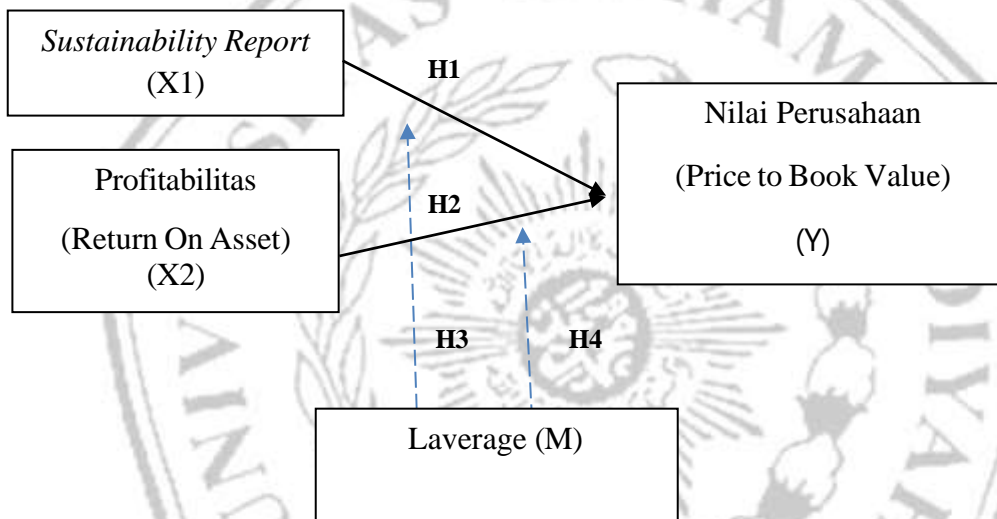 Sustainability Report
(X1)
H1
Nilai Perusahaan
(Price to Book Value)
(Y)
Profitabilitas
(Return On Asset)
(X2)
H2
H3
H4
Laverage (M)